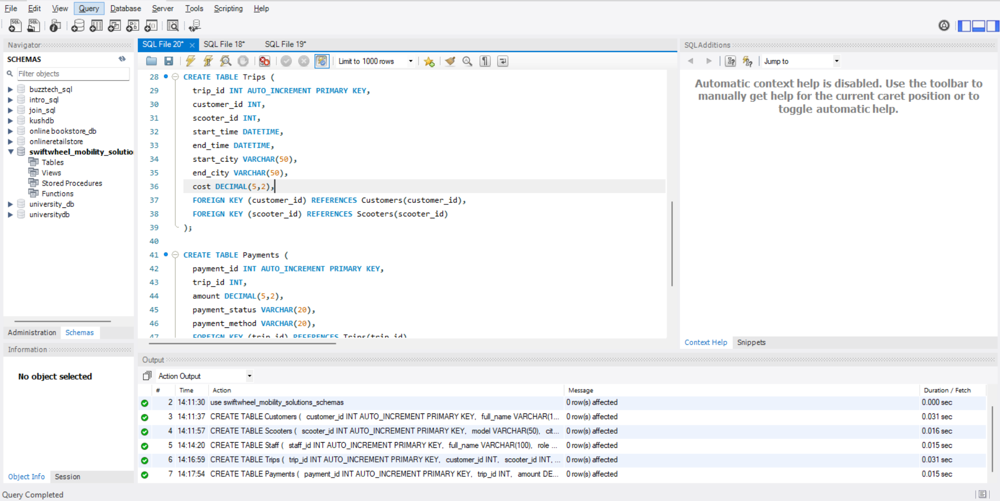 File Edit View Query Database Server Tools Scripting Help
Navigator
SCHEMAS
Filter objects
buzztech_sql
intro_sql
join_sql
kushdb
online bookstore_db
onlineretailstore
swiftwheel_mobility_solutio
Tables
Views
Stored Procedures
Functions
university_db
universitydb
Administration Schemas
Information
No object selected
Object Info Session
SQL File 20* SQL File 18* SQL File 19*
Limit to 1000 rows
28 CREATE TABLE Trips (
29 trip_id INT AUTO_INCREMENT PRIMARY KEY,
30 customer_id INT,
31 scooter_id INT,
32 start_time DATETIME,
33 end_time DATETIME,
34 start_city VARCHAR(50),
35 end_city VARCHAR(50),
36 cost DECIMAL(5,2),
37 FOREIGN KEY (customer_id) REFERENCES Customers(customer_id),
38 FOREIGN KEY (scooter_id) REFERENCES Scooters(scooter_id)
39 );
40
41 CREATE TABLE Payments (
42 payment_id INT AUTO_INCREMENT PRIMARY KEY,
43 trip_id INT,
44 amount DECIMAL(5,2),
45 payment_status VARCHAR(20),
46 payment_method VARCHAR(20),
47 FOREIGN KEY (trip_id) REFERENCES Trips(trip_id)
SQLAdditions
Jump to
Automatic context help is disabled. Use the toolbar to
manually get help for the current caret position or to
toggle automatic help.
Context Help Snippets
Output
Action Output
# Time Action Message Duration / Fetch
2 14:11:30 use swiftwheel_mobility_solutions_schemas 0 row(s) affected 0.000 sec
3 14:11:37 CREATE TABLE Customers ( customer_id INT AUTO_INCREMENT PRIMARY KEY, full_name VARCHAR(1... 0 row(s) affected 0.031 sec
4 14:11:57 CREATE TABLE Scooters ( scooter_id INT AUTO_INCREMENT PRIMARY KEY, model VARCHAR(50), cit... 0 row(s) affected 0.016 sec
5 14:14:20 CREATE TABLE Staff ( staff_id INT AUTO_INCREMENT PRIMARY KEY, full_name VARCHAR(100), role ... 0 row(s) affected 0.015 sec
6 14:16:59 CREATE TABLE Trips ( trip_id INT AUTO_INCREMENT PRIMARY KEY, customer_id INT, scooter_id INT, ... 0 row(s) affected 0.031 sec
7 14:17:54 CREATE TABLE Payments ( payment_id INT AUTO_INCREMENT PRIMARY KEY, trip_id INT, amount DE... 0 row(s) affected 0.015 sec
Query Completed